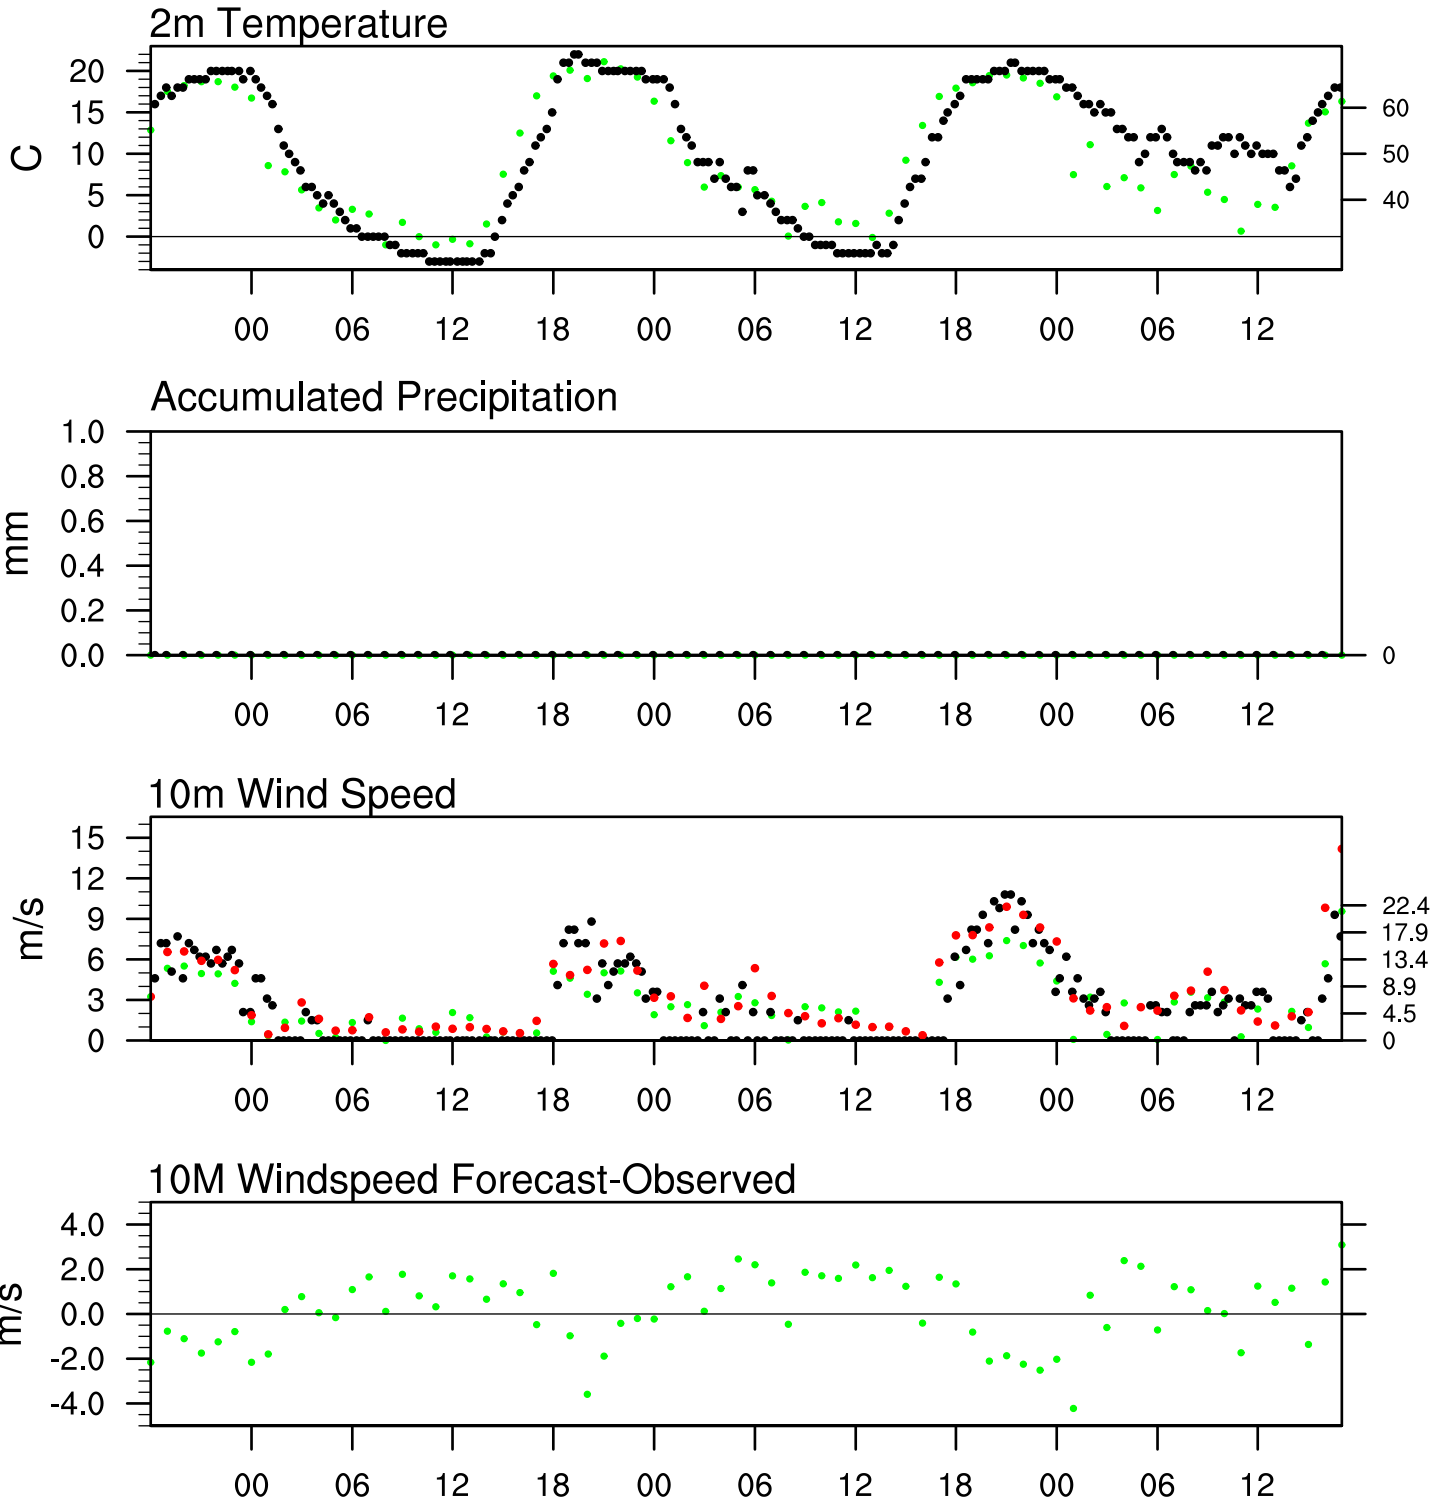 2m Temperature
20
15
10
5
0
C
60
50
40
00 06 12 18 00 06 12 18 00 06 12
Accumulated Precipitation
1.0
0.8
0.6
0.4
0.2
0.0
mm
0
00 06 12 18 00 06 12 18 00 06 12
10m Wind Speed
15
12
9
6
3
0
m/s
22.4
17.9
13.4
8.9
4.5
0
00 06 12 18 00 06 12 18 00 06 12
10M Windspeed Forecast-Observed
4.0
2.0
0.0
-2.0
-4.0
m/s
00 06 12 18 00 06 12 18 00 06 12